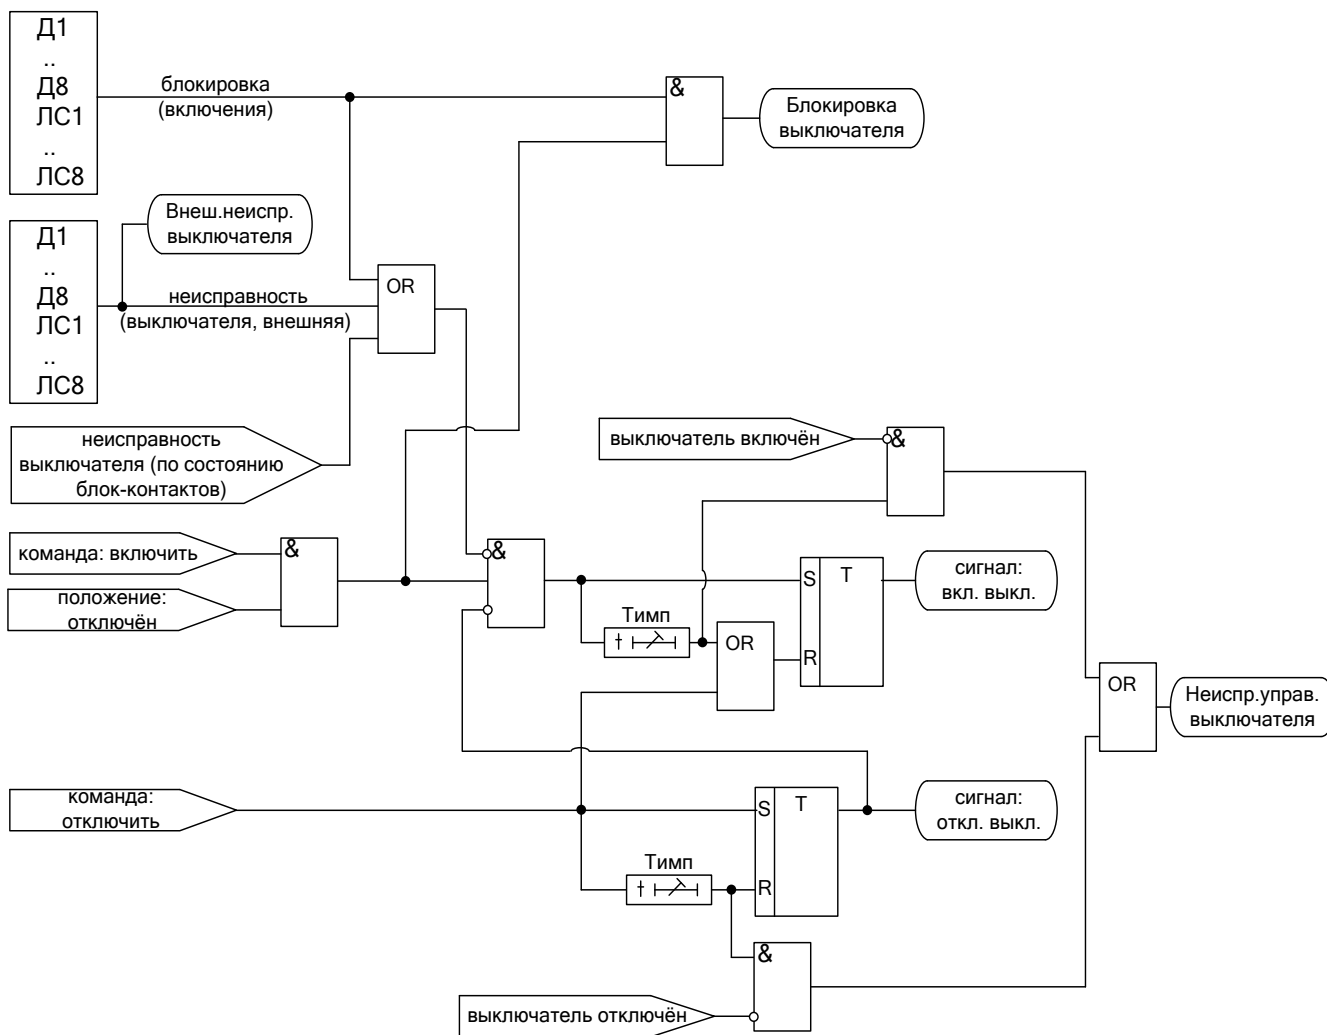 Д1
..
Д8
ЛС1
..
ЛС8
блокировка
(включения)
&
Блокировка
выключателя
Д1
..
Д8
ЛС1
..
ЛС8
Внеш.неиспр.
выключателя
неисправность
(выключателя, внешняя)
OR
неисправность
выключателя (по состоянию
блок-контактов)
выключатель включён
&
команда: включить
положение:
отключён
&
&
Тимп
t
OR
S
T
R
сигнал:
вкл. выкл.
OR
Неиспр.управ.
выключателя
команда:
отключить
S
T
R
Тимп
t
сигнал:
откл. выкл.
&
выключатель отключён